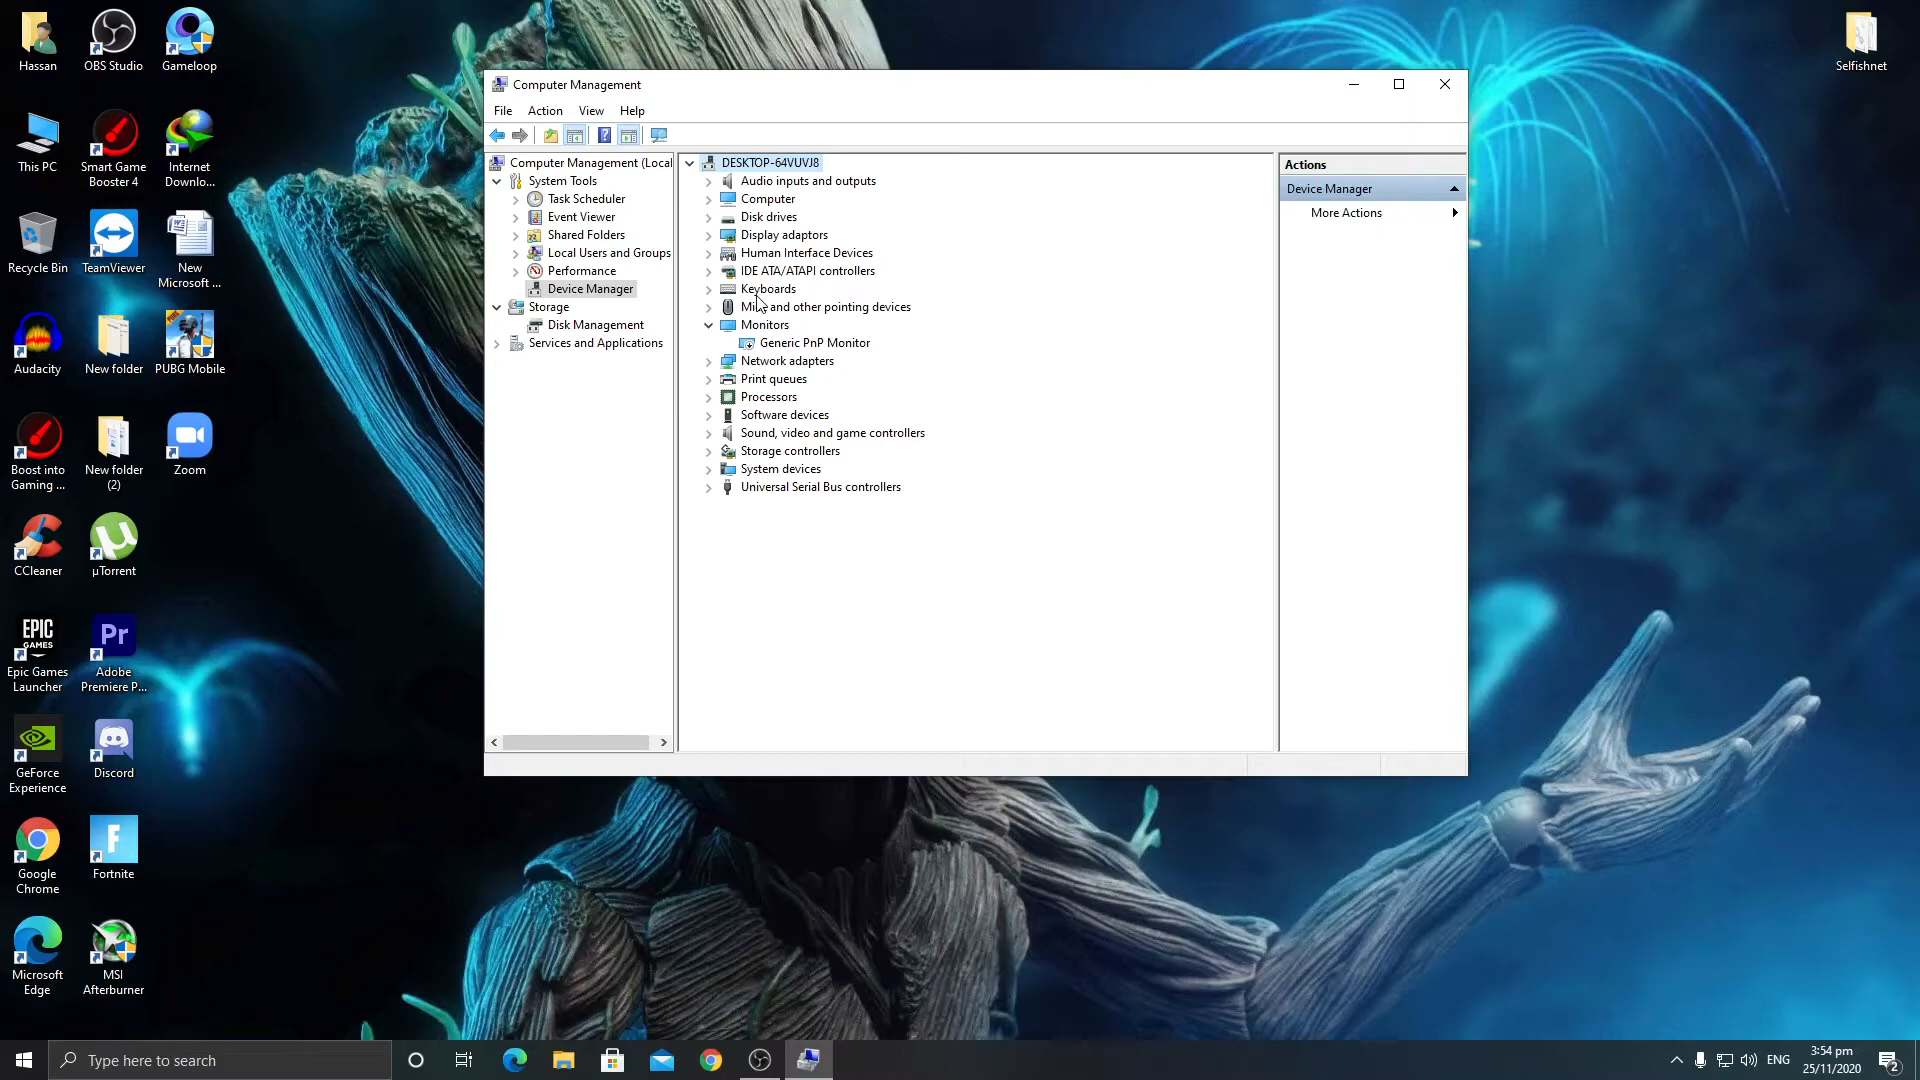 Hassan
OBS Studio
Gameloop
Selfishnet
This PC
Smart Game
Booster 4
Internet
Downlo...
Recycle Bin
TeamViewer
New
Microsoft ...
Audacity
New folder
PUBG Mobile
Boost into
Gaming ...
New folder
(2)
Zoom
CCleaner
µTorrent
EPIC
GAMES
Epic Games
Launcher
Pr
Adobe
Premiere P...
GeForce
Experience
Discord
Google
Chrome
F
Fortnite
Microsoft
Edge
MSI
Afterburner
Computer Management
File Action View Help
Computer Management (Local
System Tools
Task Scheduler
Event Viewer
Shared Folders
Local Users and Groups
Performance
Device Manager
Storage
Disk Management
Services and Applications
DESKTOP-64VUVJ8
Audio inputs and outputs
Computer
Disk drives
Display adaptors
Human Interface Devices
IDE ATA/ATAPI controllers
Keyboards
and other pointing devices
Monitors
Generic PnP Monitor
Network adapters
Print queues
Processors
Software devices
Sound, video and game controllers
Storage controllers
System devices
Universal Serial Bus controllers
Actions
Device Manager
More Actions
Type here to search
ENG
3:54 pm
25/11/2020
2